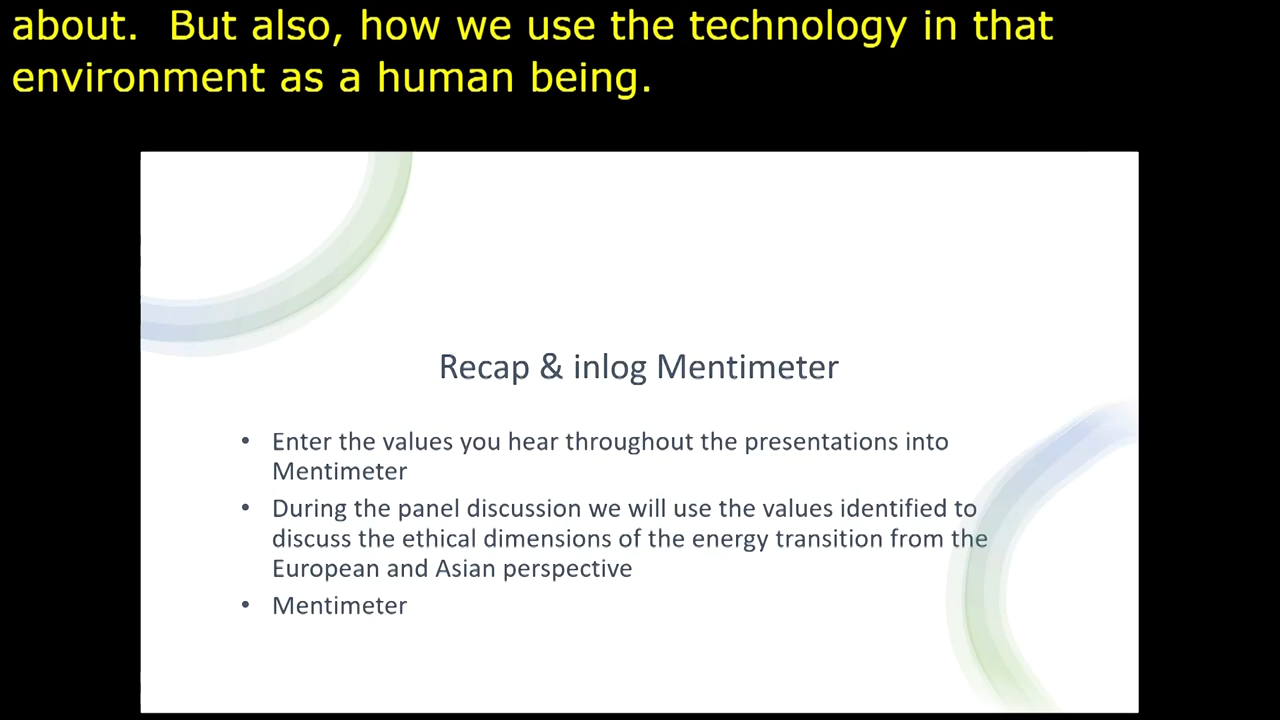 about.  But also, how we use the technology in that
environment as a human being.
Recap & inlog Mentimeter
• Enter the values you hear throughout the presentations into
Mentimeter
• During the panel discussion we will use the values identified to
discuss the ethical dimensions of the energy transition from the
European and Asian perspective
• Mentimeter